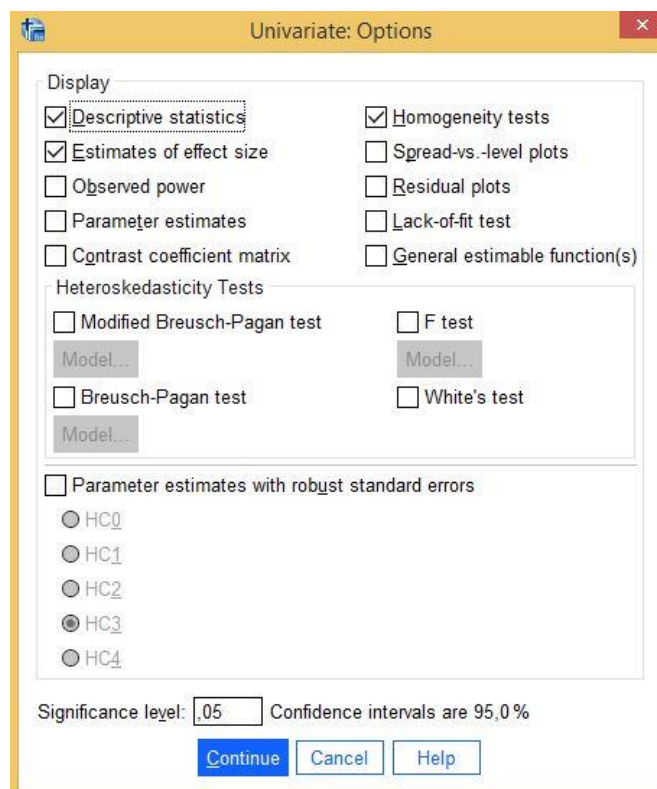 Univariate: Options
Display
Descriptive statistics
Homogeneity tests
Estimates of effect size
Spread-vs.-level plots
Observed power
Residual plots
Parameter estimates
Lack-of-fit test
Contrast coefficient matrix
General estimable function(s)
Heteroskedasticity Tests
Modified Breusch-Pagan test
F test
Model...
Model...
Breusch-Pagan test
White's test
Model...
Parameter estimates with robust standard errors
HC0
HC1
HC2
HC3
HC4
Significance level: ,05 Confidence intervals are 95,0 %
Continue Cancel Help